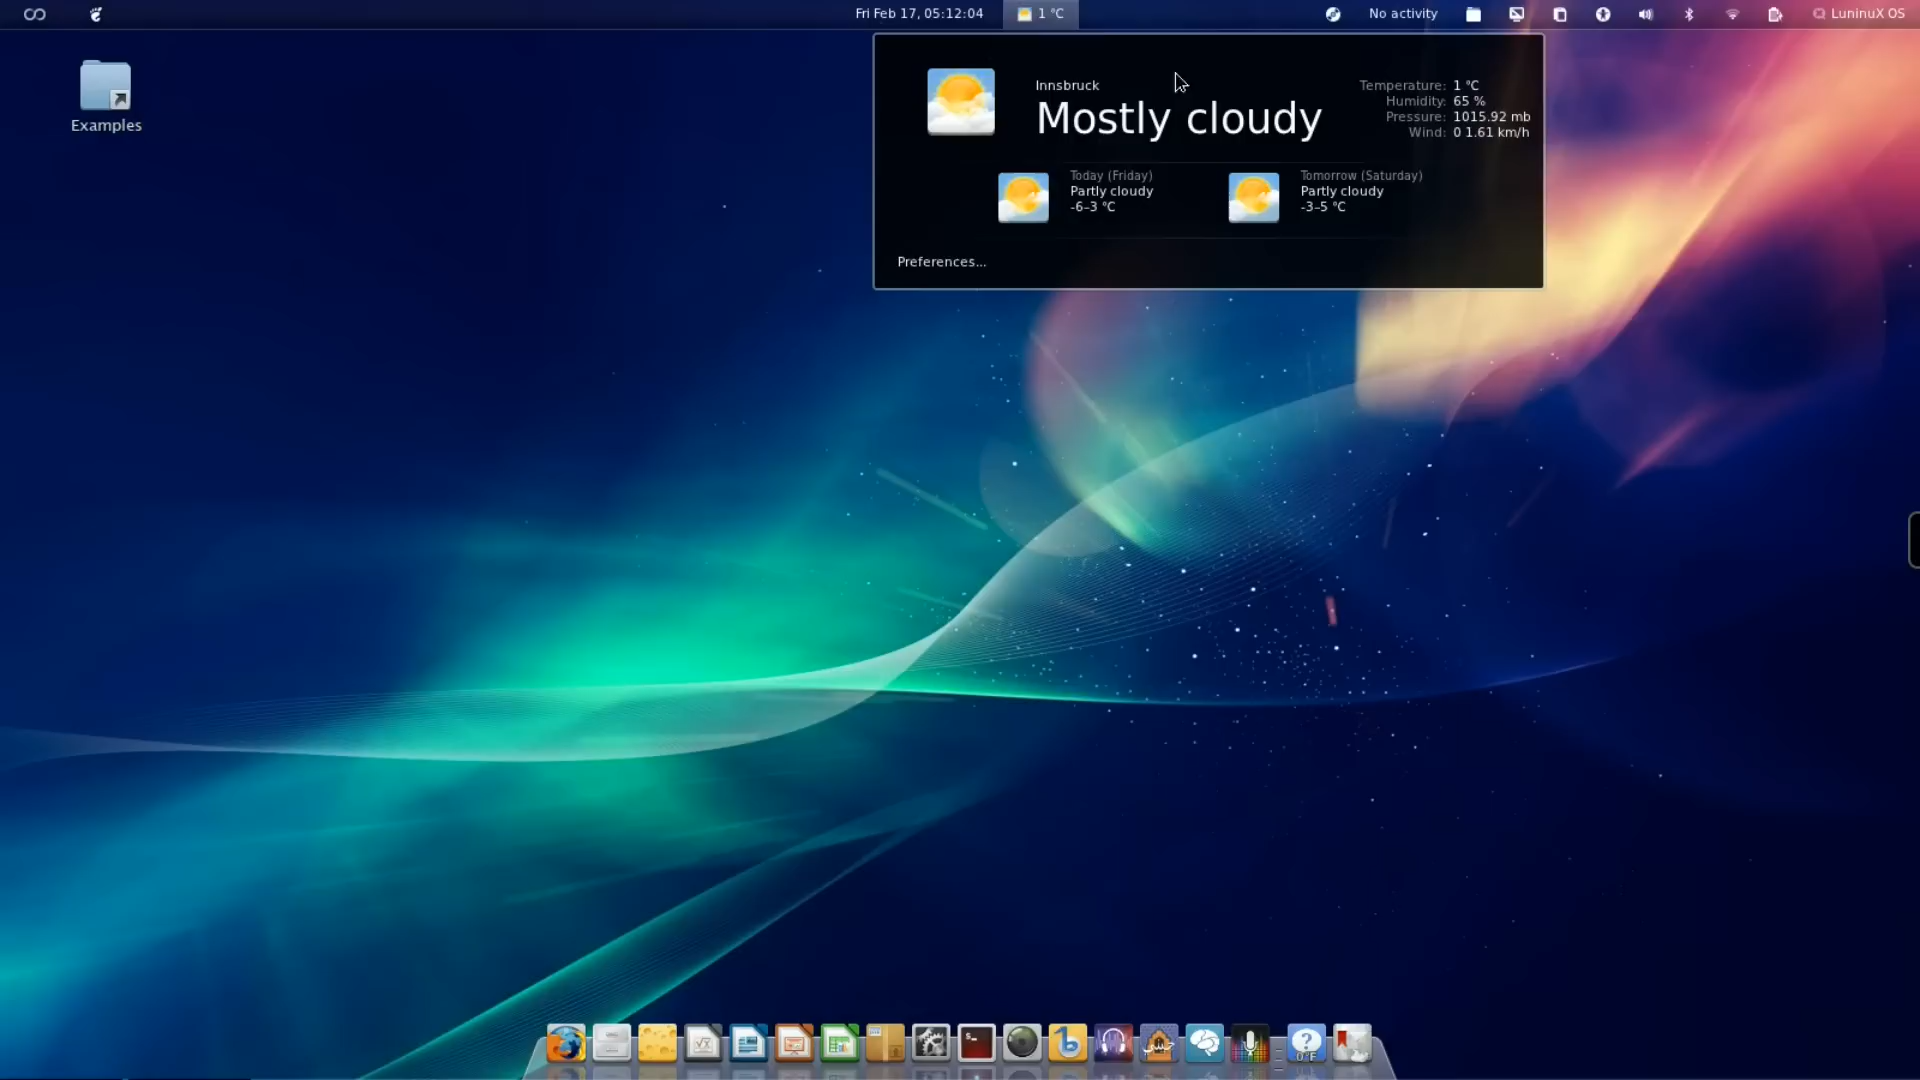 Fri Feb 17, 05:12:04
1 °C
No activity
LuninuX OS
Examples
Innsbruck
Mostly cloudy
Temperature: 1 °C
Humidity: 65 %
Pressure: 1015.92 mb
Wind: 0 1.61 km/h
Today (Friday)
Partly cloudy
-6–3 °C
Tomorrow (Saturday)
Partly cloudy
-3–5 °C
Preferences...
?
0°F